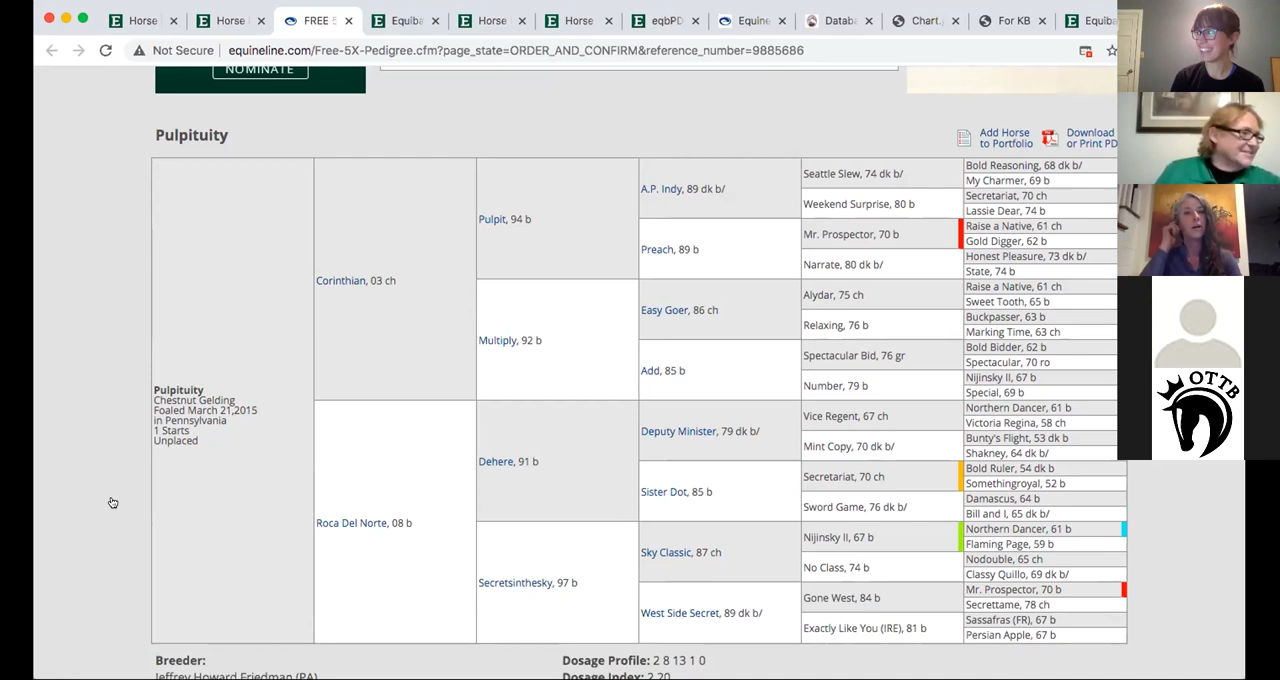 Horse
Horse
FREE 5
Equiba
Horse
Horse
eqbPD
Equine
Datab
Chart.
For KB
Equiba
Not Secure
equineline.com/Free-5X-Pedigree.cfm?page_state=ORDER_AND_CONFIRM&reference_number=9885686
NOMINATE
Pulpituity
Add Horse
to Portfolio
Download
or Print PD
Pulpituity
Chestnut Gelding
Foaled March 21,2015
in Pennsylvania
1 Starts
Unplaced
Corinthian, 03 ch
Roca Del Norte, 08 b
Pulpit, 94 b
Multiply, 92 b
Dehere, 91 b
Secretsinthesky, 97 b
A.P. Indy, 89 dk b/
Preach, 89 b
Easy Goer, 86 ch
Add, 85 b
Deputy Minister, 79 dk b/
Sister Dot, 85 b
Sky Classic, 87 ch
West Side Secret, 89 dk b/
Seattle Slew, 74 dk b/
Weekend Surprise, 80 b
Mr. Prospector, 70 b
Narrate, 80 dk b/
Alydar, 75 ch
Relaxing, 76 b
Spectacular Bid, 76 gr
Number, 79 b
Vice Regent, 67 ch
Mint Copy, 70 dk b/
Secretariat, 70 ch
Sword Game, 76 dk b/
Nijinsky II, 67 b
No Class, 74 b
Gone West, 84 b
Exactly Like You (IRE), 81 b
Bold Reasoning, 68 dk b/
My Charmer, 69 b
Secretariat, 70 ch
Lassie Dear, 74 b
Raise a Native, 61 ch
Gold Digger, 62 b
Honest Pleasure, 73 dk b/
State, 74 b
Raise a Native, 61 ch
Sweet Tooth, 65 b
Buckpasser, 63 b
Marking Time, 63 ch
Bold Bidder, 62 b
Spectacular, 70 ro
Nijinsky II, 67 b
Special, 69 b
Northern Dancer, 61 b
Victoria Regina, 58 ch
Bunty's Flight, 53 dk b
Shakney, 64 dk b/
Bold Ruler, 54 dk b
Somethingroyal, 52 b
Damascus, 64 b
Bill and I, 65 dk b/
Northern Dancer, 61 b
Flaming Page, 59 b
Nodouble, 65 ch
Classy Quillo, 69 dk b/
Mr. Prospector, 70 b
Secrettame, 78 ch
Sassafras (FR), 67 b
Persian Apple, 67 b
Breeder:
Jeffrey Howard Friedman (PA)
Dosage Profile: 2 8 13 1 0
Dosage Index: 2.20
OTTB